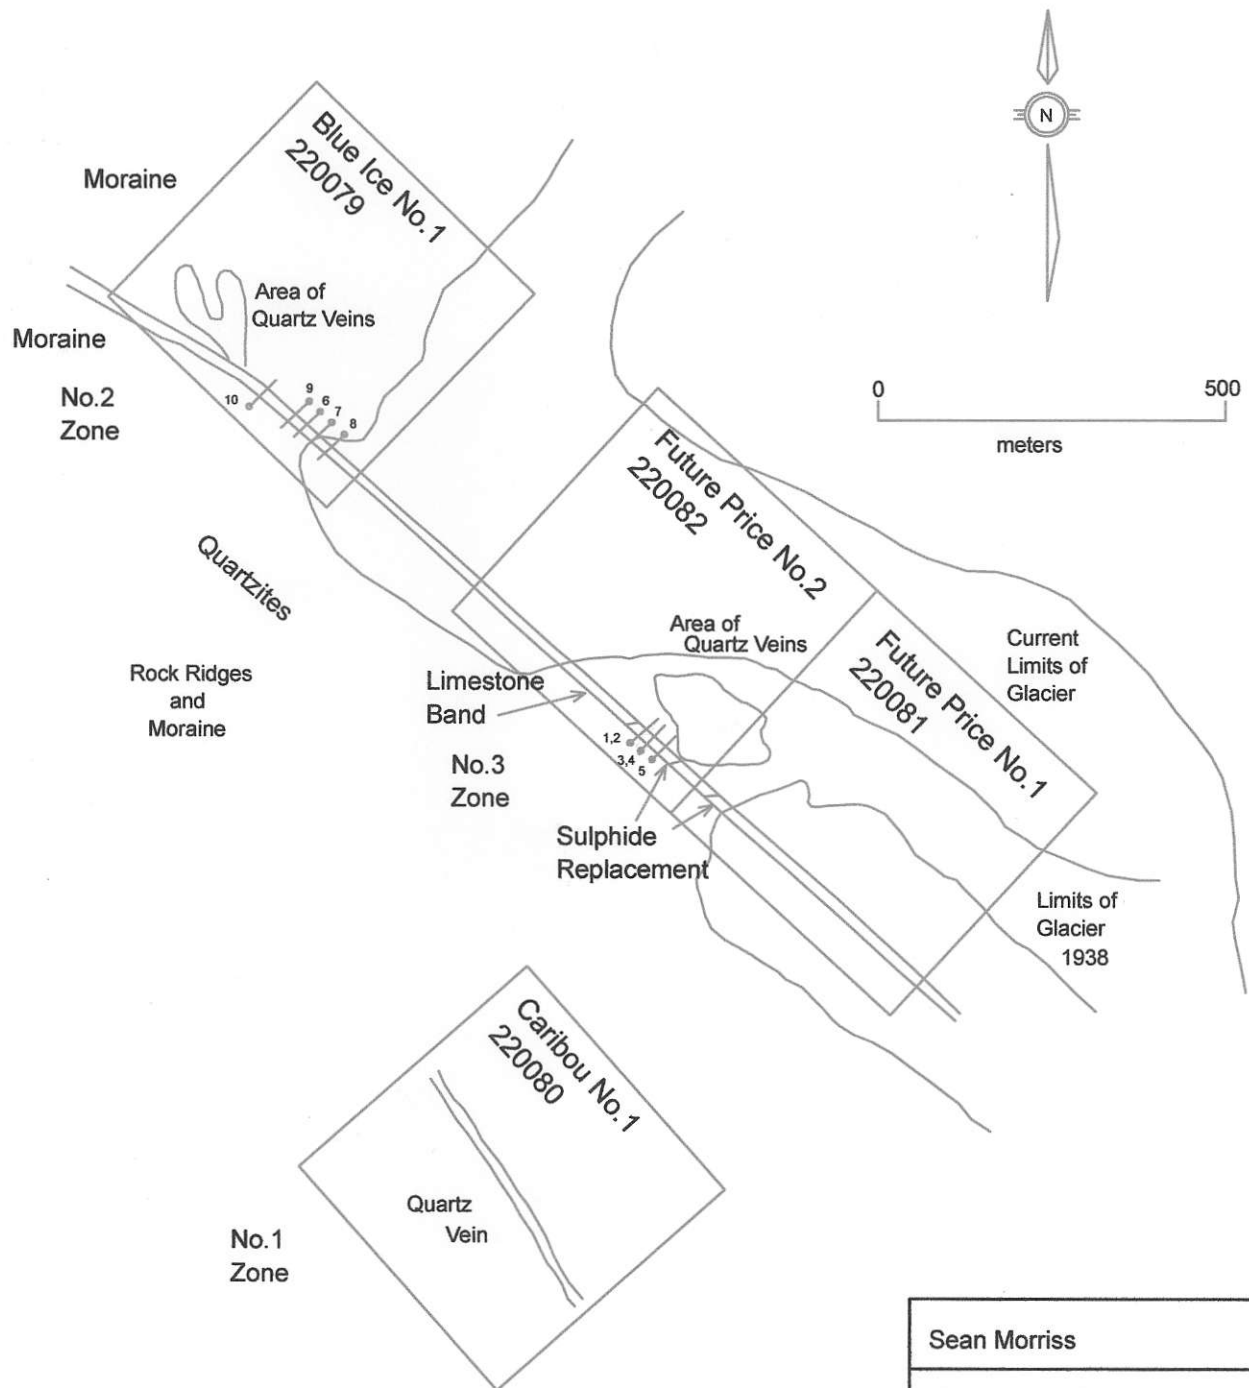 N
Blue Ice No.1
220079
Moraine
Area of
Quartz Veins
Moraine
No.2
Zone
10
9
6
7
8
0
500
meters
Future Price No.2
220082
Quartzites
Area of
Quartz Veins
Future Price No.1
220081
Current
Limits of
Glacier
Rock Ridges
and
Moraine
Limestone
Band
1,2
3,4
5
No.3
Zone
Sulphide
Replacement
Limits of
Glacier
1938
Caribou No.1
220080
Quartz
Vein
No.1
Zone
Sean Morriss